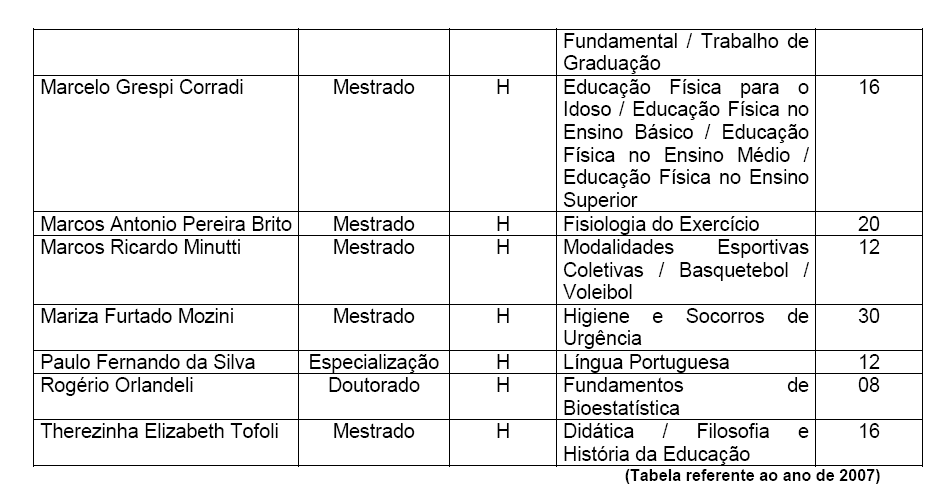 Fundamental / Trabalho de
Graduação
Marcelo Grespi Corradi Mestrado H Educação Física para o 16
Idoso / Educação Física no
Ensino Básico / Educação
Física no Ensino Médio /
Educação Física no Ensino
Superior
Marcos Antonio Pereira Brito Mestrado H Fisiologia do Exercício 20
Marcos Ricardo Minutti Mestrado H Modalidades Esportivas 12
Coletivas / Basquetebol /
Voleibol
Mariza Furtado Mozini Mestrado H Higiene e Socorros de 30
Urgência
Paulo Fernando da Silva Especialização H Língua Portuguesa 12
Rogério Orlandeli Doutorado H Fundamentos de 08
Bioestatística
Therezinha Elizabeth Tofoli Mestrado H Didática / Filosofia e 16
História da Educação
(Tabela referente ao ano de 2007)